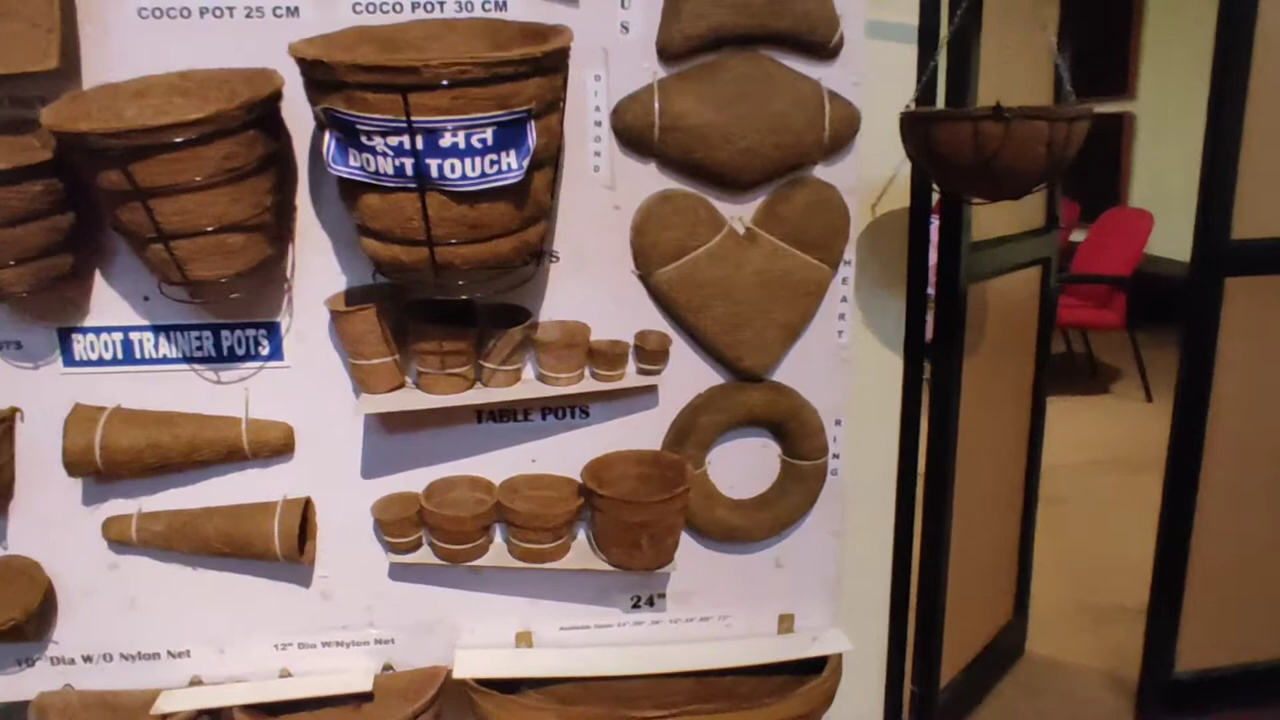 COCO POT 25 CM
COCO POT 30 CM
US
DIAMOND
छूना मत
DON'T TOUCH
HEART
ROOT TRAINER POTS
TABLE POTS
RING
24"
10" Dia W/O Nylon Net
12" Dia W/Nylon Net